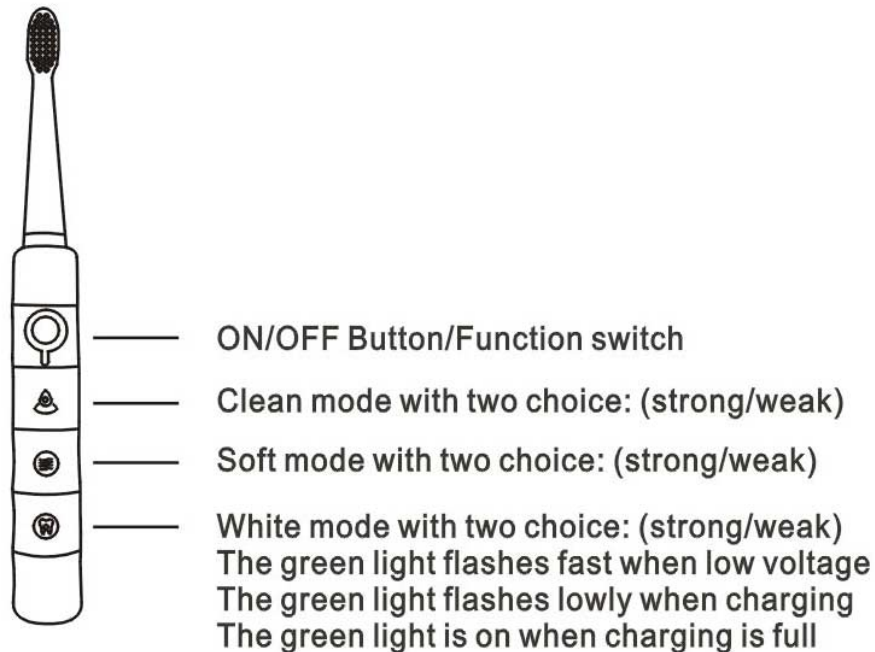 ON/OFF Button/Function switch
Clean mode with two choice: (strong/weak)
Soft mode with two choice: (strong/weak)
White mode with two choice: (strong/weak)
The green light flashes fast when low voltage
The green light flashes lowly when charging
The green light is on when charging is full